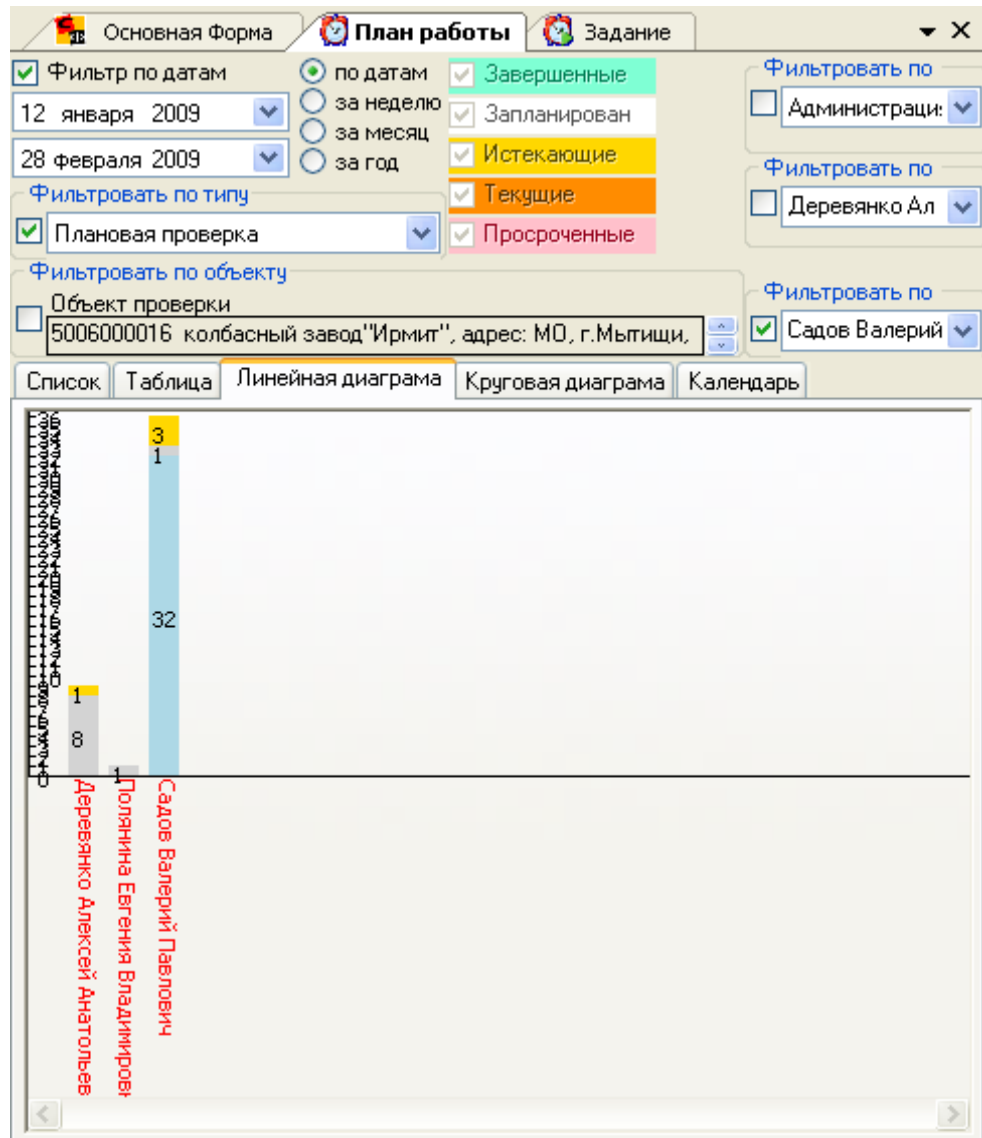 Основная Форма
План работы
Задание
Фильтр по датам
12 января 2009
28 февраля 2009
по датам
за неделю
за месяц
за год
Завершенные
Запланирован
Истекающие
Текущие
Просроченные
Фильтровать по
Администраци
Фильтровать по
Деревянко Ал
Фильтровать по типу
Плановая проверка
Фильтровать по объекту
Объект проверки
5006000016 колбасный завод"Ирмит", адрес: МО, г.Мытищи,
Фильтровать по
Садов Валерий
Список
Таблица
Линейная диаграма
Круговая диаграма
Календарь
3
1
32
1
8
1
0
Деревянко Алексей Анатольев
Полянина Евгения Владимировн
Садов Валерий Павлович